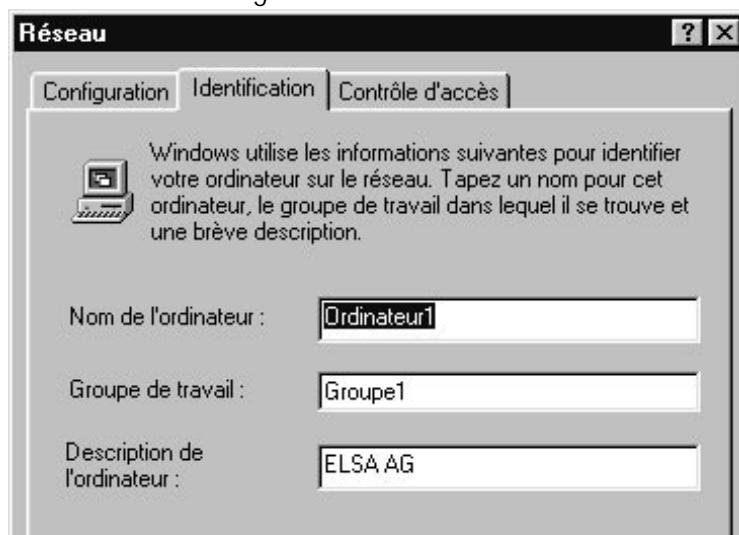 Réseau
Configuration Identification Contrôle d'accès
Windows utilise les informations suivantes pour identifier
votre ordinateur sur le réseau. Tapez un nom pour cet
ordinateur, le groupe de travail dans lequel il se trouve et
une brève description.
Nom de l'ordinateur : Ordinateur1
Groupe de travail : Groupe1
Description de
l'ordinateur : ELSA AG